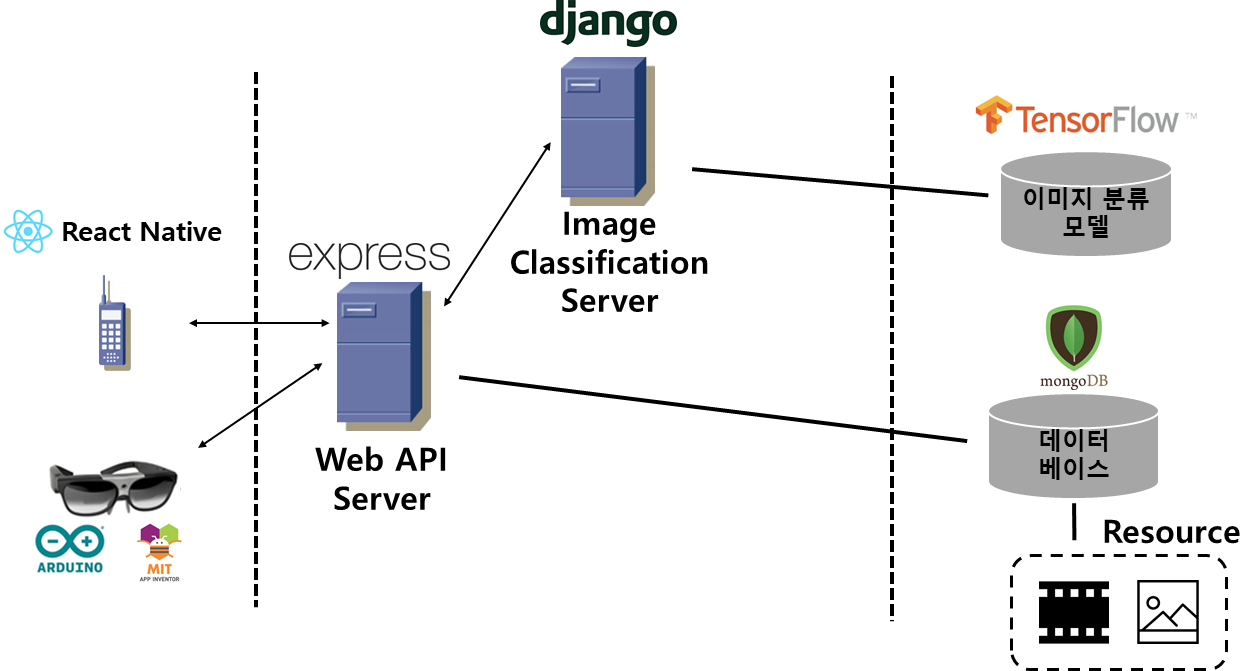 django
TensorFlow™
이미지 분류
모델
React Native
express
Image
Classification
Server
mongoDB
데이터
베이스
Web API
Server
Resource
ARDUINO
MIT
APP INVENTOR